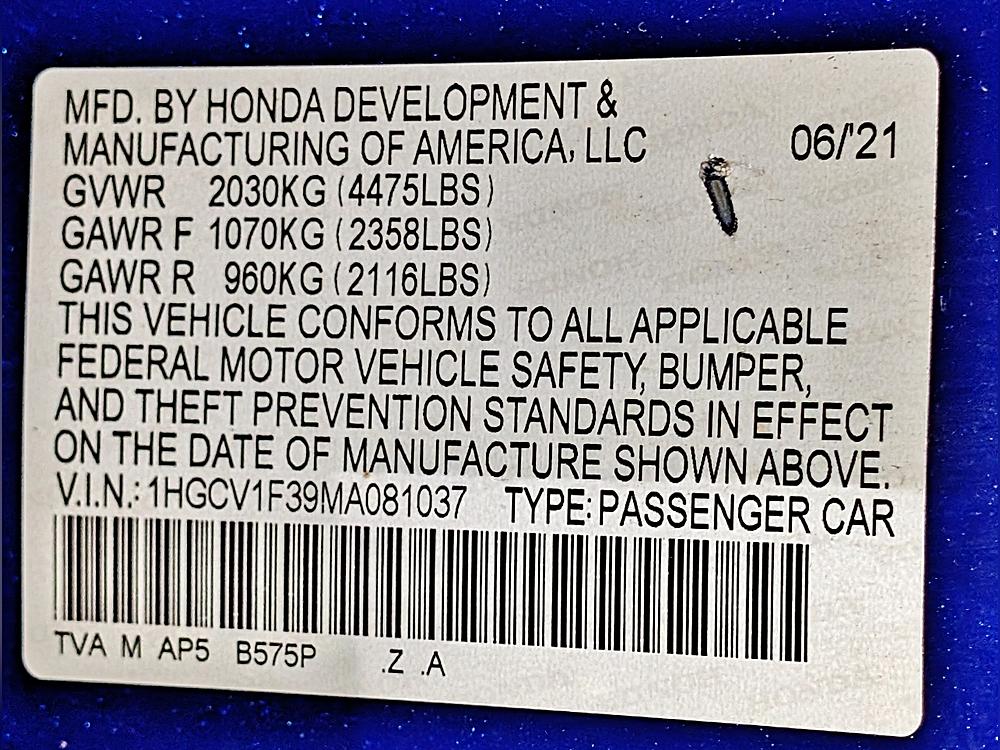 MFD. BY HONDA DEVELOPMENT &
MANUFACTURING OF AMERICA, LLC 06/'21
GVWR 2030KG (4475LBS)
GAWR F 1070KG (2358LBS)
GAWR R 960KG (2116LBS)
THIS VEHICLE CONFORMS TO ALL APPLICABLE
FEDERAL MOTOR VEHICLE SAFETY, BUMPER,
AND THEFT PREVENTION STANDARDS IN EFFECT
ON THE DATE OF MANUFACTURE SHOWN ABOVE.
V.I.N.: 1HGCV1F39MA081037 TYPE: PASSENGER CAR
TVA M AP5 B575P .Z .A